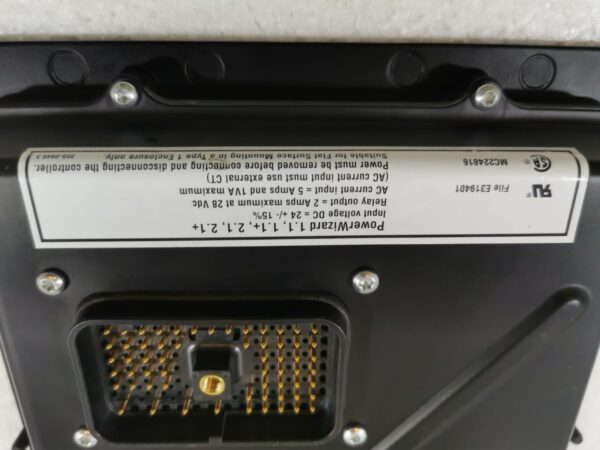 PowerWizard 1.1, 1.1+, 2.1, 2.1+
Input voltage DC = 24 +/- 15%
Relay output = 2 Amps maximum at 28 Vdc
AC current input = 5 Amps and 1VA maximum
(AC current input must use external CT)
Power must be removed before connecting and disconnecting the controller.
Suitable for Flat Surface Mounting in a Type 1 Enclosure only.
File E319401
MC224816